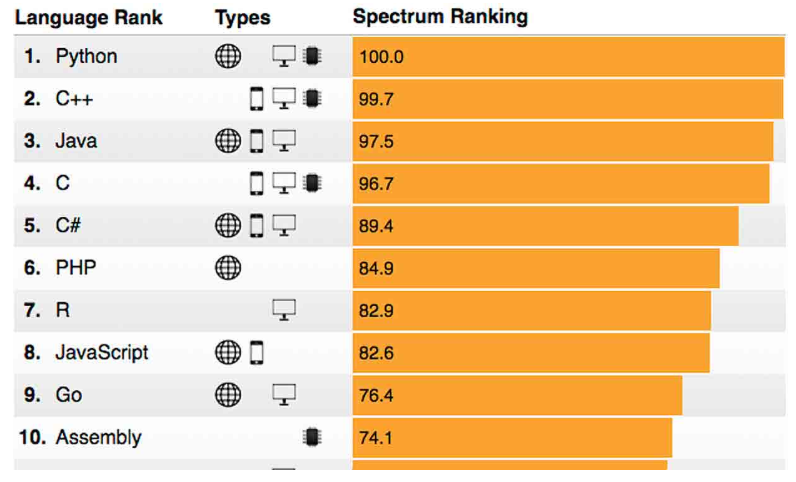 Language Rank Types Spectrum Ranking
1. Python 100.0
2. C++ 99.7
3. Java 97.5
4. C 96.7
5. C# 89.4
6. PHP 84.9
7. R 82.9
8. JavaScript 82.6
9. Go 76.4
10. Assembly 74.1